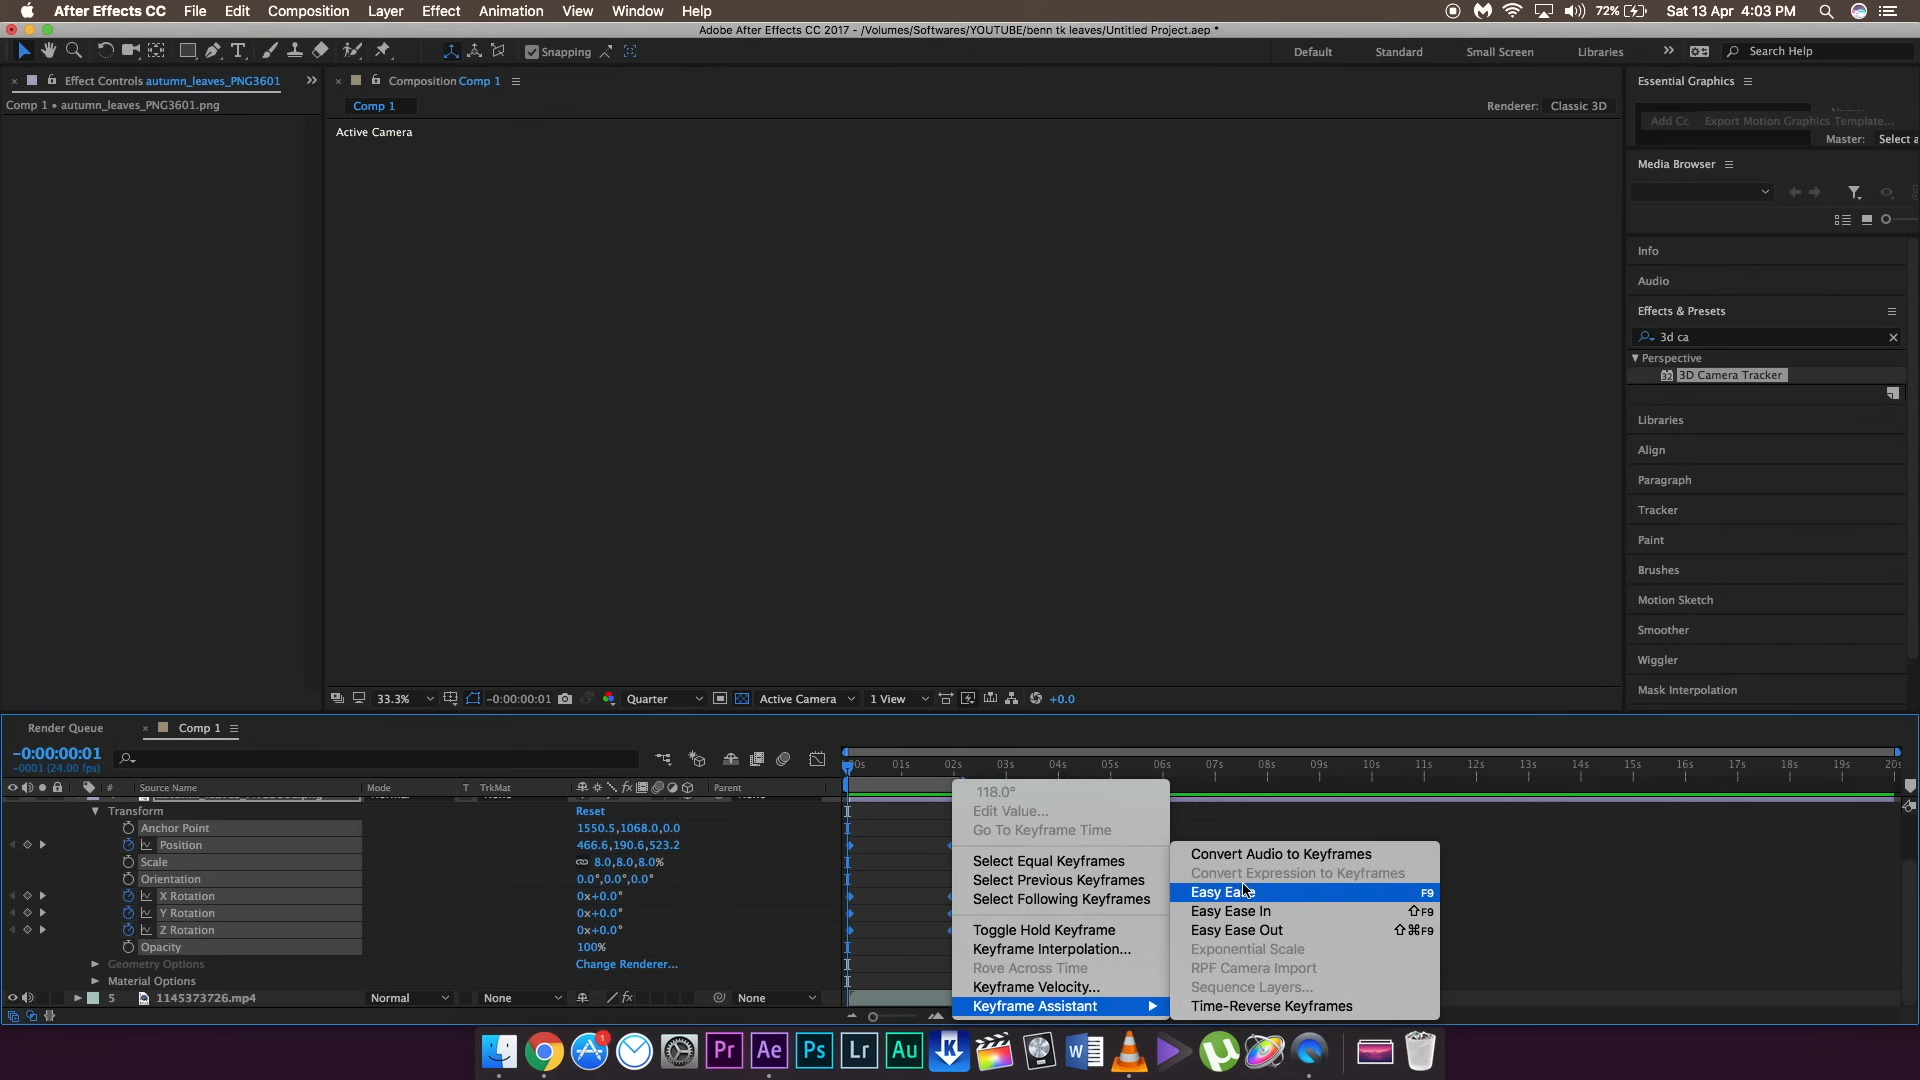 After Effects CC File Edit Composition Layer Effect Animation View Window Help 72% Sat 13 Apr 4:03 PM
Adobe After Effects CC 2017 - /Volumes/Softwares/YOUTUBE/benn tk leaves/Untitled Project.aep *
Snapping Default Standard Small Screen Libraries Search Help
Effect Controls autumn_leaves_PNG3601
Composition Comp 1
Essential Graphics
Comp 1 • autumn_leaves_PNG3601.png
Comp 1
Renderer: Classic 3D
Add Cc Export Motion Graphics Template...
Active Camera
Master: Select a
Media Browser
Info
Audio
Effects & Presets
3d ca
Perspective
32 3D Camera Tracker
Libraries
Align
Paragraph
Tracker
Paint
Brushes
Motion Sketch
Smoother
Wiggler
Mask Interpolation
33.3% -0:00:00:01 Quarter Active Camera 1 View +0.0
Render Queue Comp 1
-0:00:00:01
-0001 (24.00 fps)
:00s 01s 02s 03s 04s 05s 06s 07s 08s 09s 10s 11s 12s 13s 14s 15s 16s 17s 18s 19s 20s
# Source Name Mode T TrkMat fx Parent
Transform Reset
Anchor Point 1550.5,1068.0,0.0
Position 466.6,190.6,523.2
Scale 8.0,8.0,8.0%
Orientation 0.0°,0.0°,0.0°
X Rotation 0x+0.0°
Y Rotation 0x+0.0°
Z Rotation 0x+0.0°
Opacity 100%
Geometry Options Change Renderer...
Material Options
5 1145373726.mp4 Normal None fx None
118.0°
Edit Value...
Go To Keyframe Time
Select Equal Keyframes
Select Previous Keyframes
Select Following Keyframes
Toggle Hold Keyframe
Keyframe Interpolation...
Rove Across Time
Keyframe Velocity...
Keyframe Assistant
Convert Audio to Keyframes
Convert Expression to Keyframes
Easy Ease F9
Easy Ease In ⇧F9
Easy Ease Out ⇧⌘F9
Exponential Scale
RPF Camera Import
Sequence Layers...
Time-Reverse Keyframes
1 Pr Ae Ps Lr Au K W